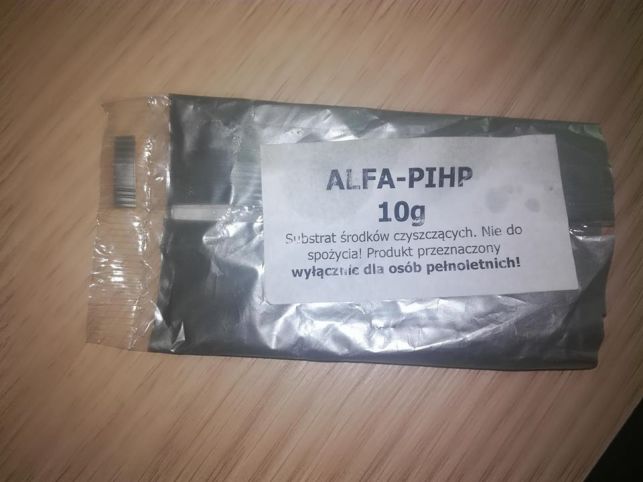 ALFA-PIHP
10g
Substrat środków czyszczących. Nie do
spożycia! Produkt przeznaczony
wyłącznie dla osób pełnoletnich!